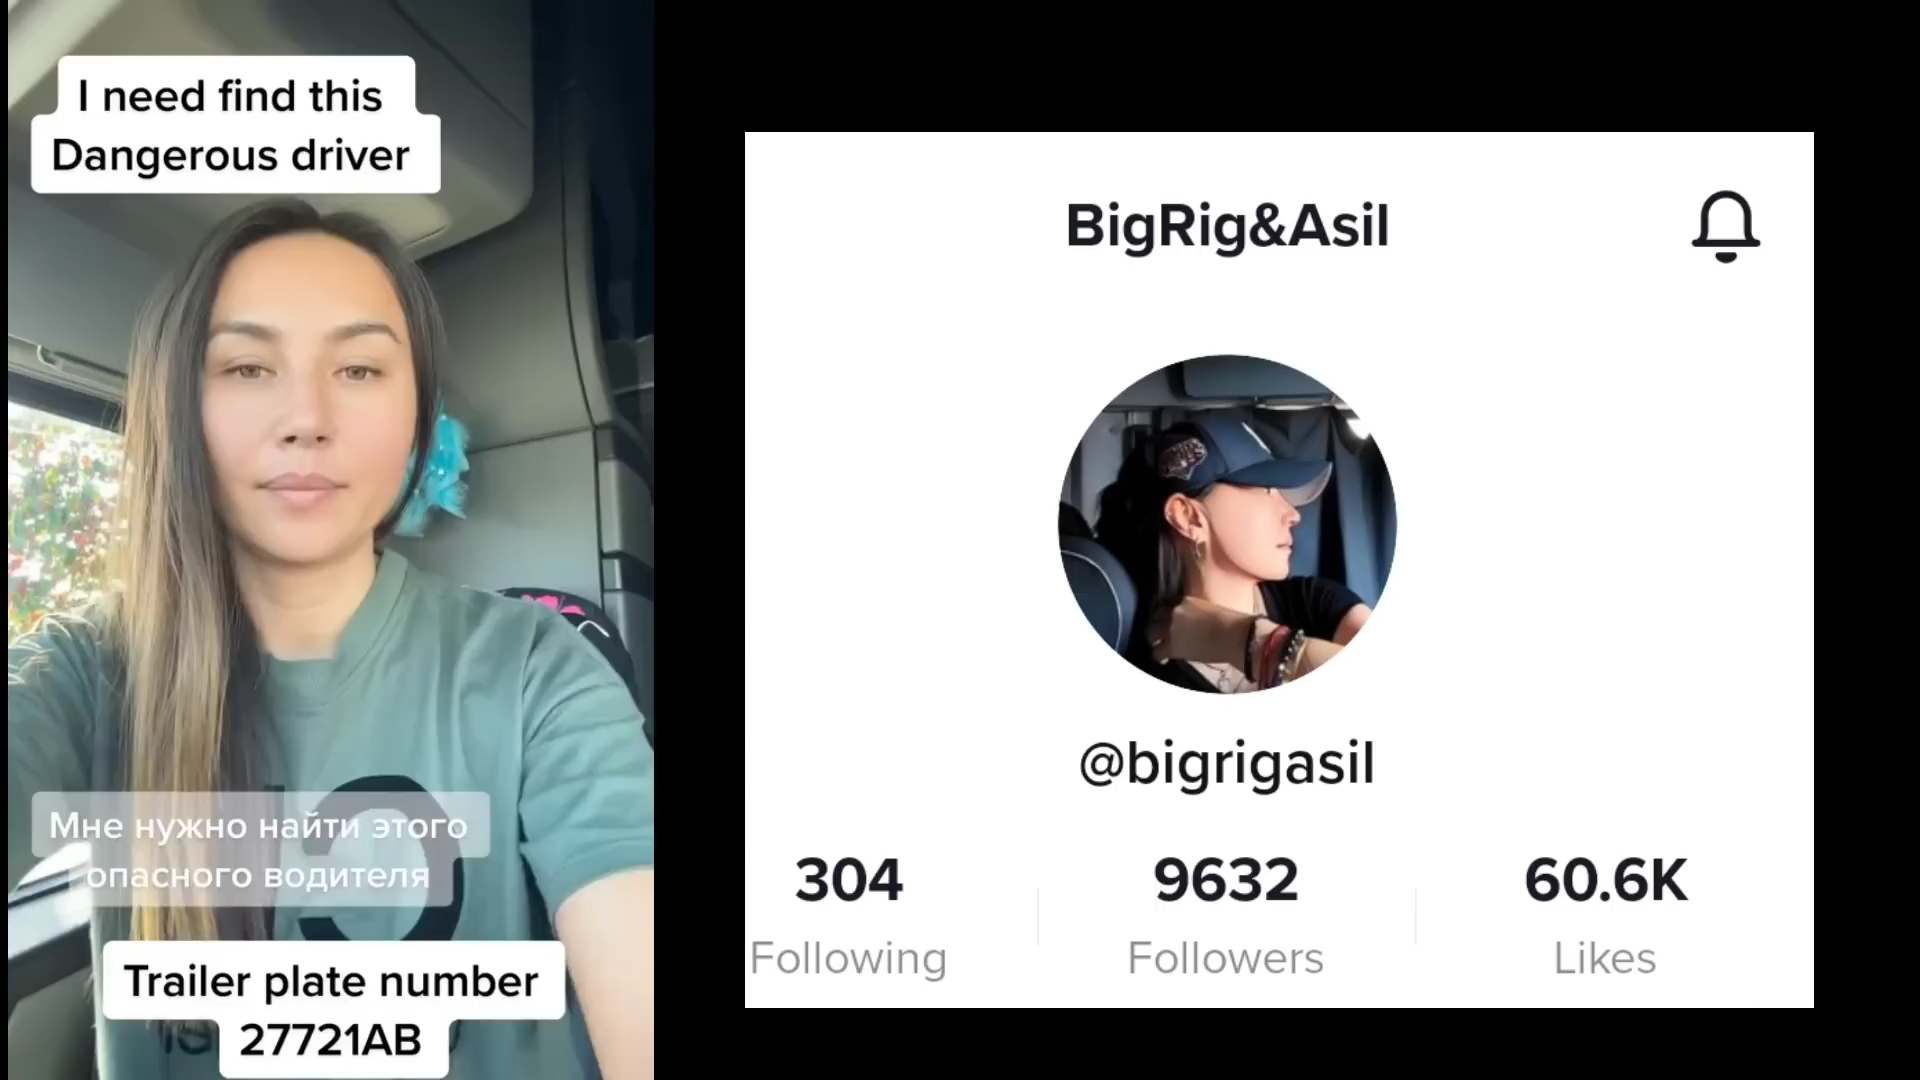 I need find this
Dangerous driver
Мне нужно найти этого
опасного водителя
Trailer plate number
27721AB
BigRig&Asil
@bigrigasil
304
9632
60.6K
Following
Followers
Likes